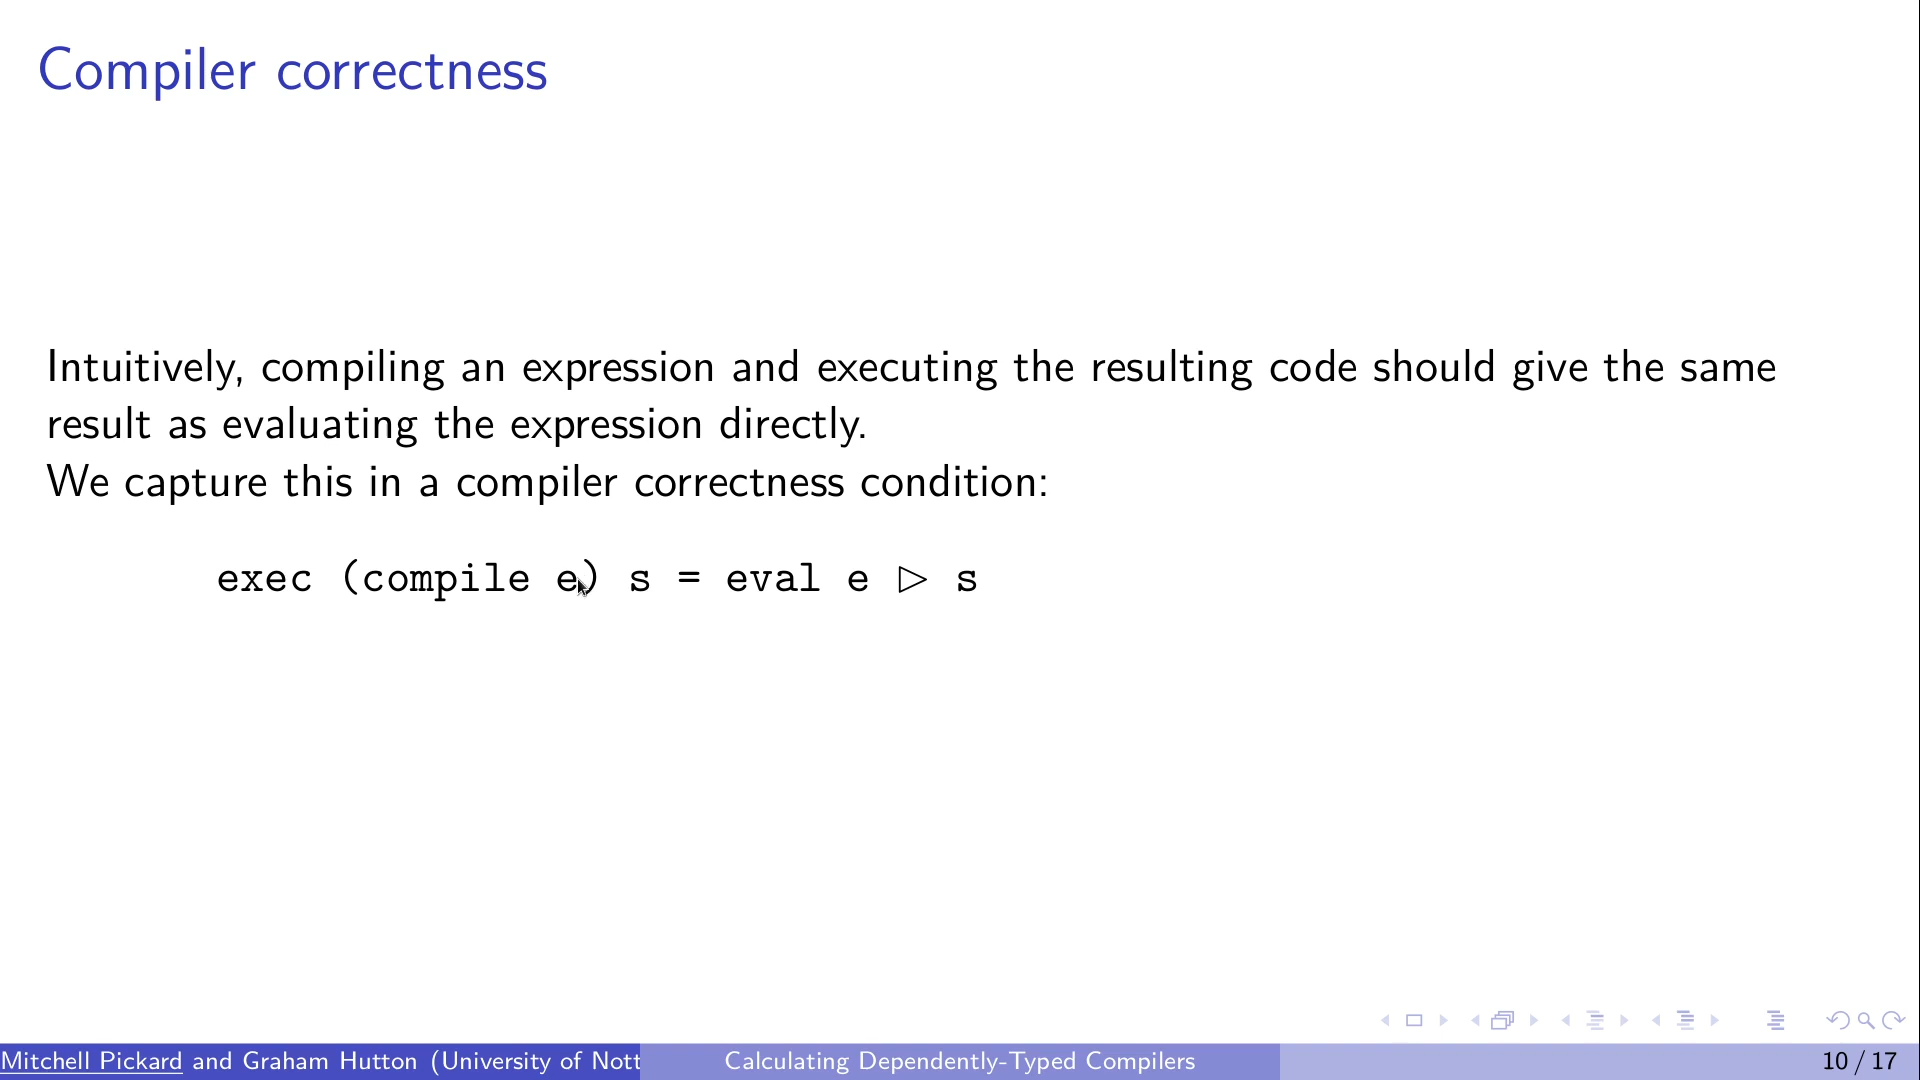 Compiler correctness
Intuitively, compiling an expression and executing the resulting code should give the same
result as evaluating the expression directly.
We capture this in a compiler correctness condition:
exec (compile e) s = eval e ▷ s
Mitchell Pickard and Graham Hutton (University of Nott
Calculating Dependently-Typed Compilers
10 / 17